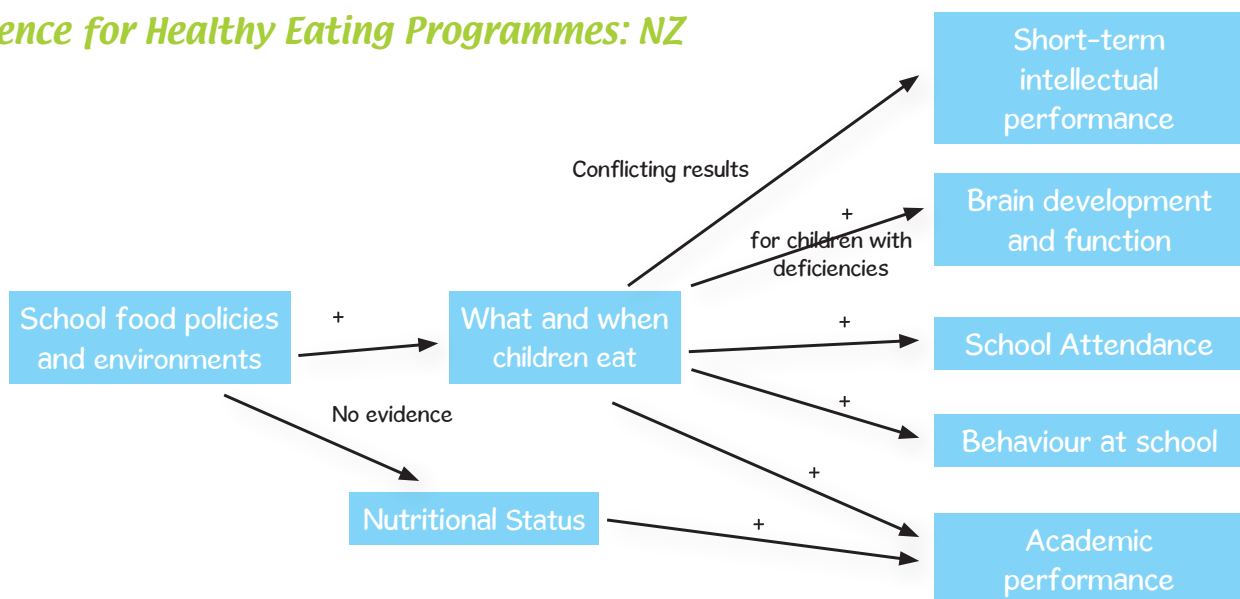 ence for Healthy Eating Programmes: NZ
Short-term
intellectual
performance
Conflicting results
Brain development
and function
+
for children with
deficiencies
School food policies
and environments
+
What and when
children eat
+
School Attendance
+
Behaviour at school
No evidence
+
Nutritional Status
+
Academic
performance